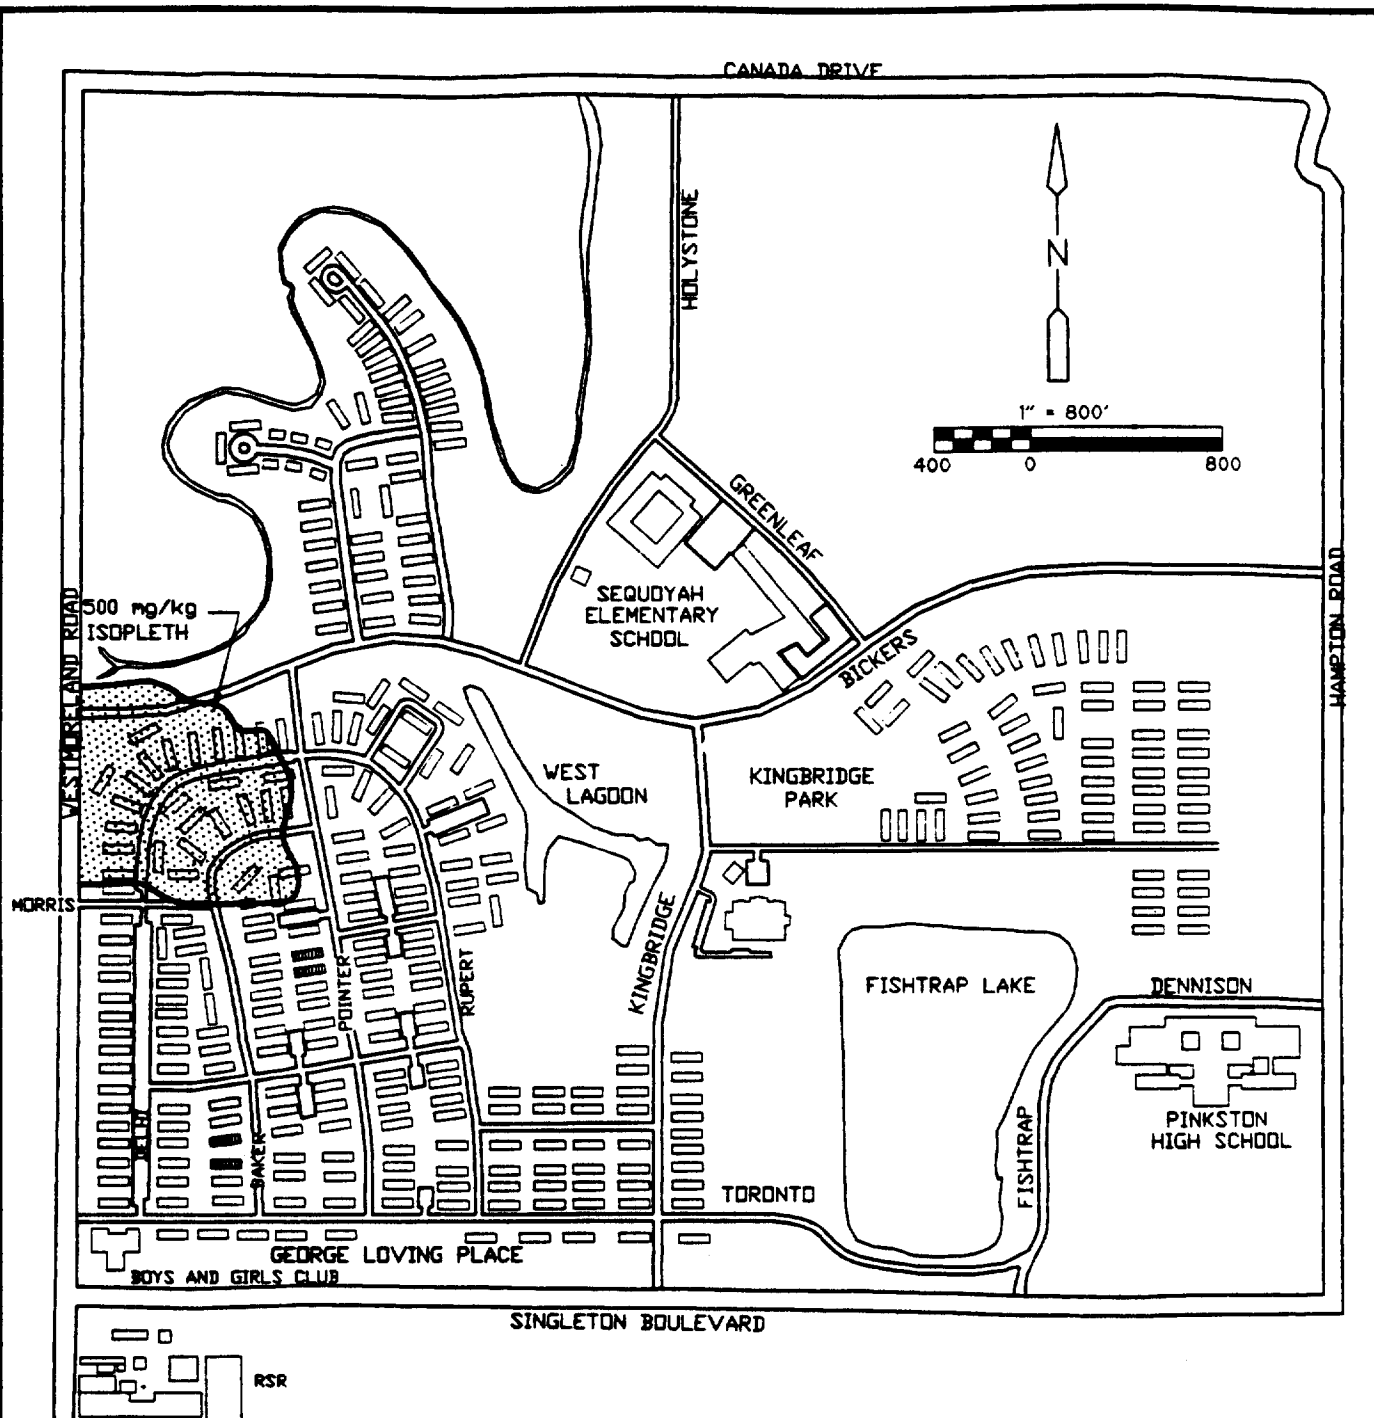 CANADA DRIVE
HOLYSTONE
N
1" = 800'
400 0 800
GREENLEAF
SEQUOYAH
ELEMENTARY
SCHOOL
HAMPTON ROAD
500 mg/kg
ISOPLETH
WESTMORELAND ROAD
BICKERS
WEST
LAGOON
KINGBRIDGE
PARK
MORRIS
KINGBRIDGE
POINTER
RUPERT
FISHTRAP LAKE
DENNISON
PINKSTON
HIGH SCHOOL
DELHI
BAKER
FISHTRAP
TORONTO
GEORGE LOVING PLACE
BOYS AND GIRLS CLUB
SINGLETON BOULEVARD
RSR